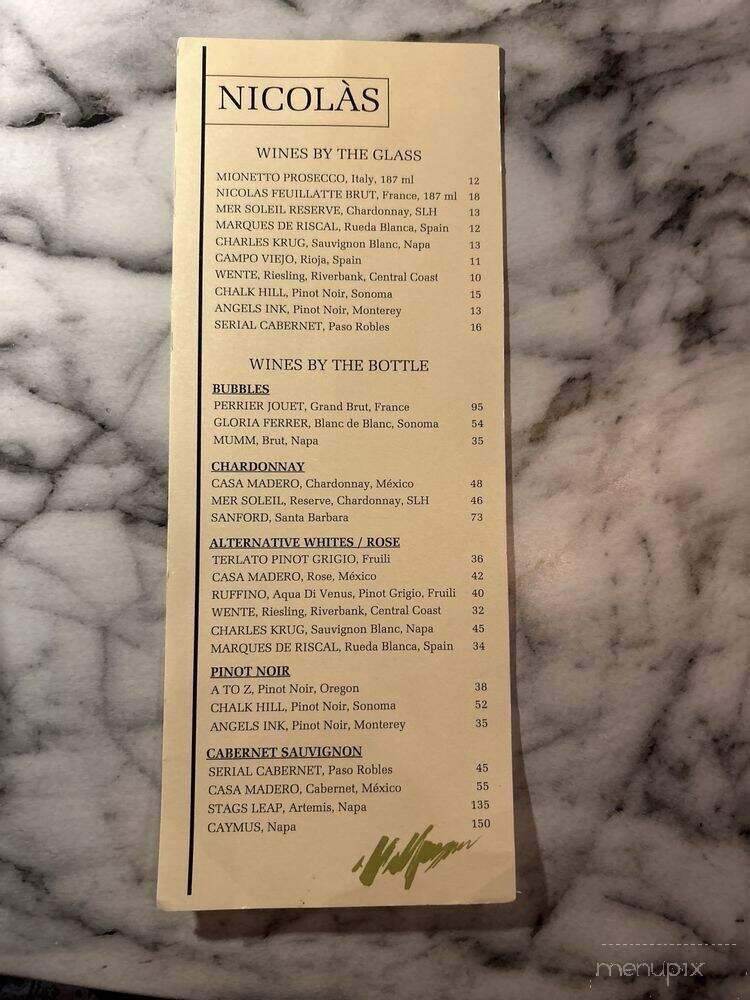 NICOLÀS
WINES BY THE GLASS
MIONETTO PROSECCO, Italy, 187 ml 12
NICOLAS FEUILLATTE BRUT, France, 187 ml 18
MER SOLEIL RESERVE, Chardonnay, SLH 13
MARQUES DE RISCAL, Rueda Blanca, Spain 12
CHARLES KRUG, Sauvignon Blanc, Napa 13
CAMPO VIEJO, Rioja, Spain 11
WENTE, Riesling, Riverbank, Central Coast 10
CHALK HILL, Pinot Noir, Sonoma 15
ANGELS INK, Pinot Noir, Monterey 13
SERIAL CABERNET, Paso Robles 16
WINES BY THE BOTTLE
BUBBLES
PERRIER JOUET, Grand Brut, France 95
GLORIA FERRER, Blanc de Blanc, Sonoma 54
MUMM, Brut, Napa 35
CHARDONNAY
CASA MADERO, Chardonnay, México 48
MER SOLEIL, Reserve, Chardonnay, SLH 46
SANFORD, Santa Barbara 73
ALTERNATIVE WHITES / ROSE
TERLATO PINOT GRIGIO, Fruili 36
CASA MADERO, Rose, México 42
RUFFINO, Aqua Di Venus, Pinot Grigio, Fruili 40
WENTE, Riesling, Riverbank, Central Coast 32
CHARLES KRUG, Sauvignon Blanc, Napa 45
MARQUES DE RISCAL, Rueda Blanca, Spain 34
PINOT NOIR
A TO Z, Pinot Noir, Oregon 38
CHALK HILL, Pinot Noir, Sonoma 52
ANGELS INK, Pinot Noir, Monterey 35
CABERNET SAUVIGNON
SERIAL CABERNET, Paso Robles 45
CASA MADERO, Cabernet, México 55
STAGS LEAP, Artemis, Napa 135
CAYMUS, Napa 150
menupix